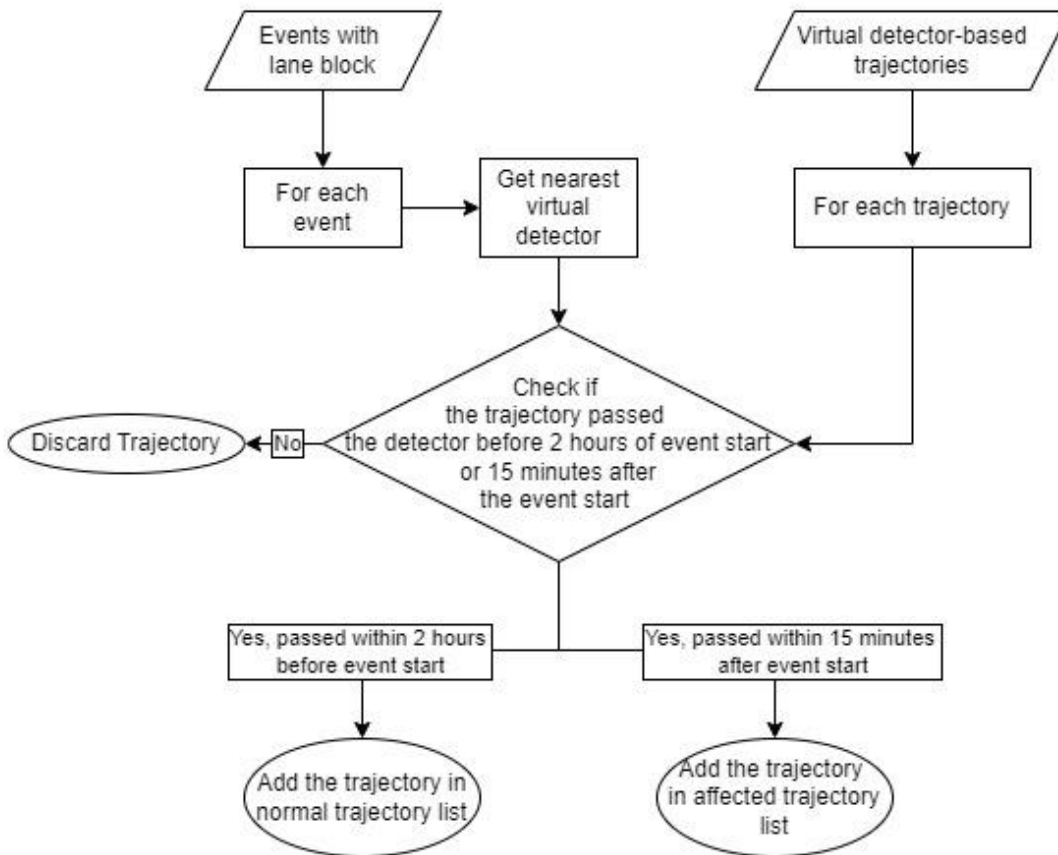 Events with
lane block
Virtual detector-based
trajectories
For each
event
Get nearest
virtual
detector
For each trajectory
Check if
the trajectory passed
the detector before 2 hours of event start
or 15 minutes after
the event start
No
Discard Trajectory
Yes, passed within 2 hours
before event start
Yes, passed within 15 minutes
after event start
Add the trajectory in
normal trajectory list
Add the trajectory
in affected trajectory
list